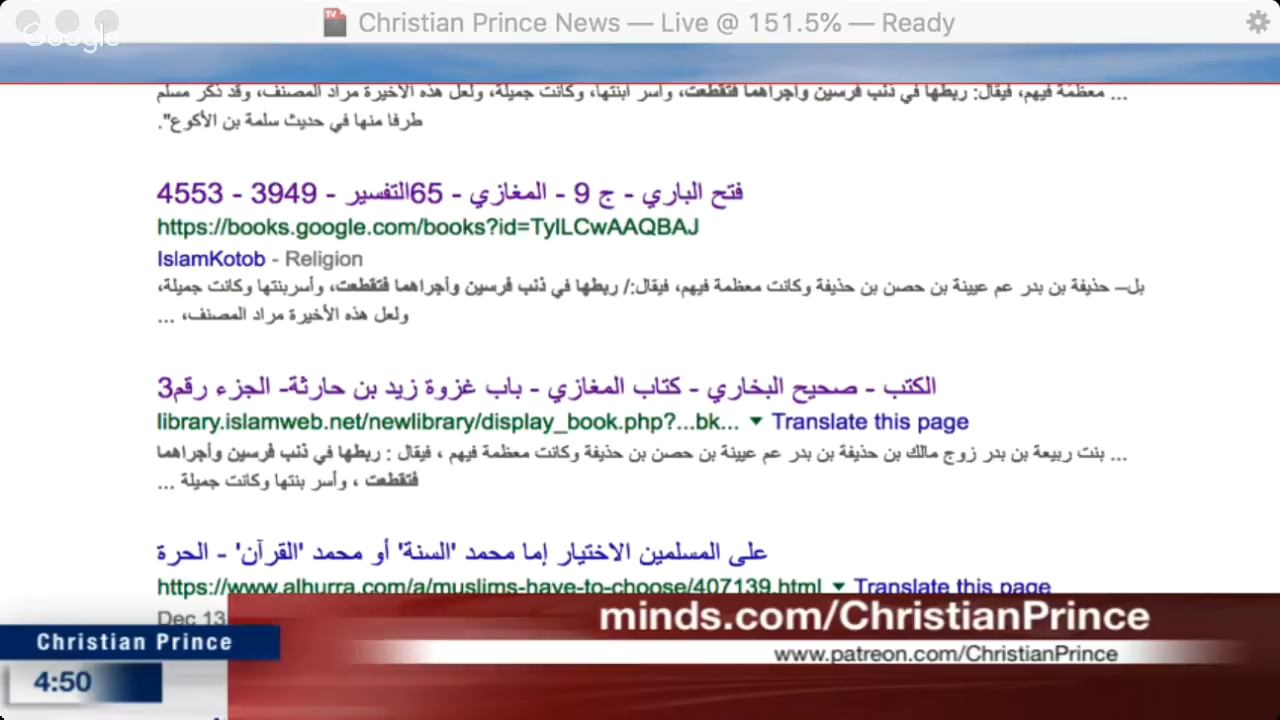 Christian Prince News — Live @ 151.5% — Ready
Google
... معظمة فيهم، فيقال: ربطها في ذنب فرسين وأجراهما فتقطعت، وأسر ابنتها، وكانت جميلة، ولعل هذه الأخيرة مراد المصنف، وقد ذكر مسلم
طرفا منها في حديث سلمة بن الأكوع".
فتح الباري - ج 9 - المغازي - 65التفسير - 3949 - 4553
https://books.google.com/books?id=TyILCwAAQBAJ
IslamKotob - Religion
بل– حذيفة بن بدر عم عيينة بن حصن بن حذيفة وكانت معظمة فيهم، فيقال:/ ربطها في ذنب فرسين وأجراهما فتقطعت، وأسربنتها وكانت جميلة،
ولعل هذه الأخيرة مراد المصنف، ...
الكتب - صحيح البخاري - كتاب المغازي - باب غزوة زيد بن حارثة- الجزء رقم3
library.islamweb.net/newlibrary/display_book.php?...bk... ▼ Translate this page
... بنت ربيعة بن بدر زوج مالك بن حذيفة بن بدر عم عيينة بن حصن بن حذيفة وكانت معظمة فيهم ، فيقال : ربطها في ذنب فرسين وأجراهما
فتقطعت ، وأسر بنتها وكانت جميلة ...
على المسلمين الاختيار إما محمد 'السنة' أو محمد 'القرآن' - الحرة
https://www.alhurra.com/a/muslims-have-to-choose/407139.html ▼ Translate this page
Dec 13
minds.com/ChristianPrince
Christian Prince
www.patreon.com/ChristianPrince
4:50